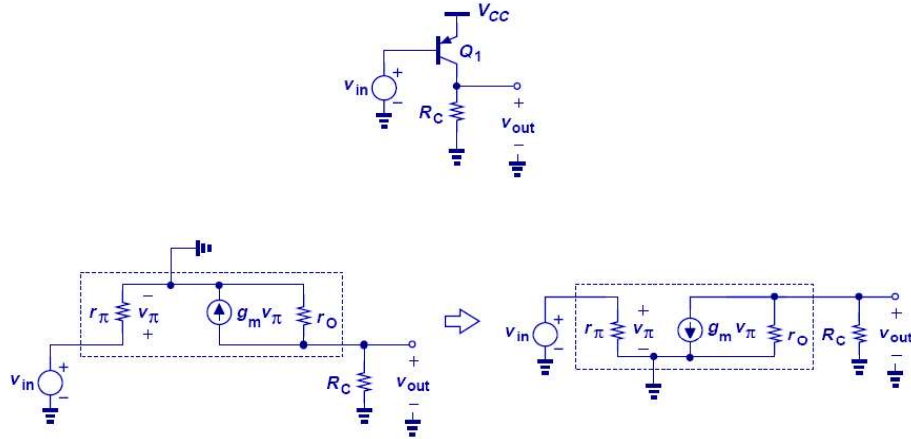 V_CC
Q_1
v_in
+
−
R_C
+
v_out
−
r_π
−
v_π
+
g_m v_π
r_O
v_in
+
−
R_C
+
v_out
−
v_in
+
−
r_π
+
v_π
−
g_m v_π
r_O
R_C
+
v_out
−